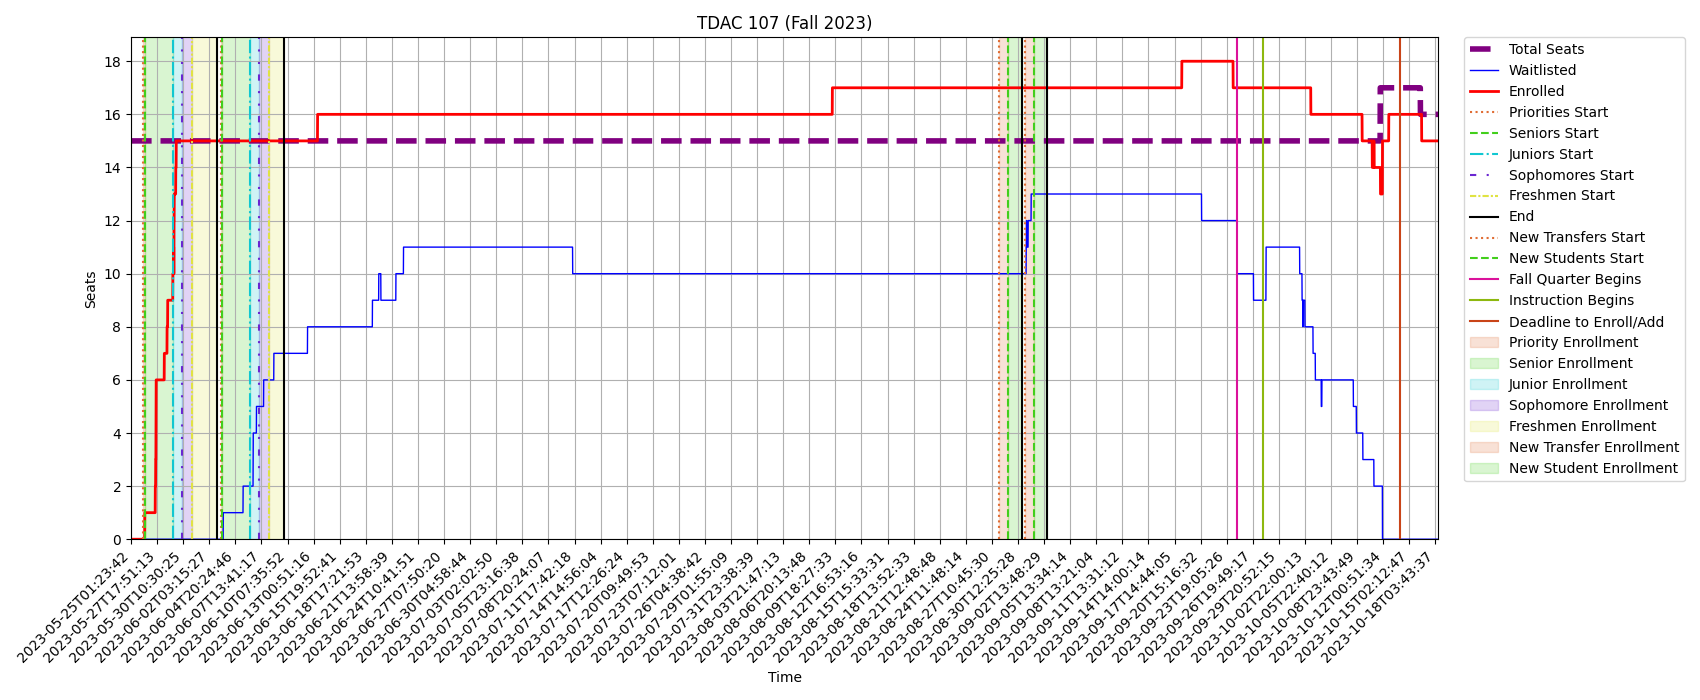 TDAC 107 (Fall 2023)
Seats
18
16
14
12
10
8
6
4
2
0
2023-05-25T01:23:42
2023-05-27T17:51:13
2023-05-30T10:30:25
2023-06-02T03:15:27
2023-06-04T20:24:46
2023-06-07T13:41:17
2023-06-10T07:35:52
2023-06-13T00:51:16
2023-06-15T19:52:41
2023-06-18T17:21:53
2023-06-21T13:58:39
2023-06-24T10:41:51
2023-06-27T07:50:20
2023-06-30T04:58:44
2023-07-03T02:02:50
2023-07-05T23:16:38
2023-07-08T20:24:07
2023-07-11T17:42:18
2023-07-14T14:56:04
2023-07-17T12:26:24
2023-07-20T09:49:53
2023-07-23T07:12:01
2023-07-26T04:38:42
2023-07-29T01:55:09
2023-07-31T23:38:39
2023-08-03T21:47:13
2023-08-06T20:13:48
2023-08-09T18:27:33
2023-08-12T16:53:16
2023-08-15T15:33:31
2023-08-18T13:52:33
2023-08-21T12:48:48
2023-08-24T11:48:14
2023-08-27T10:45:30
2023-08-30T12:25:28
2023-09-02T13:48:29
2023-09-05T13:34:14
2023-09-08T13:21:04
2023-09-11T13:31:12
2023-09-14T14:00:14
2023-09-17T14:44:05
2023-09-20T15:16:32
2023-09-23T19:05:26
2023-09-26T19:49:17
2023-09-29T20:52:15
2023-10-02T22:00:13
2023-10-05T22:40:12
2023-10-08T23:43:49
2023-10-12T00:51:34
2023-10-15T02:12:47
2023-10-18T03:43:37
Time
Total Seats
Waitlisted
Enrolled
Priorities Start
Seniors Start
Juniors Start
Sophomores Start
Freshmen Start
End
New Transfers Start
New Students Start
Fall Quarter Begins
Instruction Begins
Deadline to Enroll/Add
Priority Enrollment
Senior Enrollment
Junior Enrollment
Sophomore Enrollment
Freshmen Enrollment
New Transfer Enrollment
New Student Enrollment